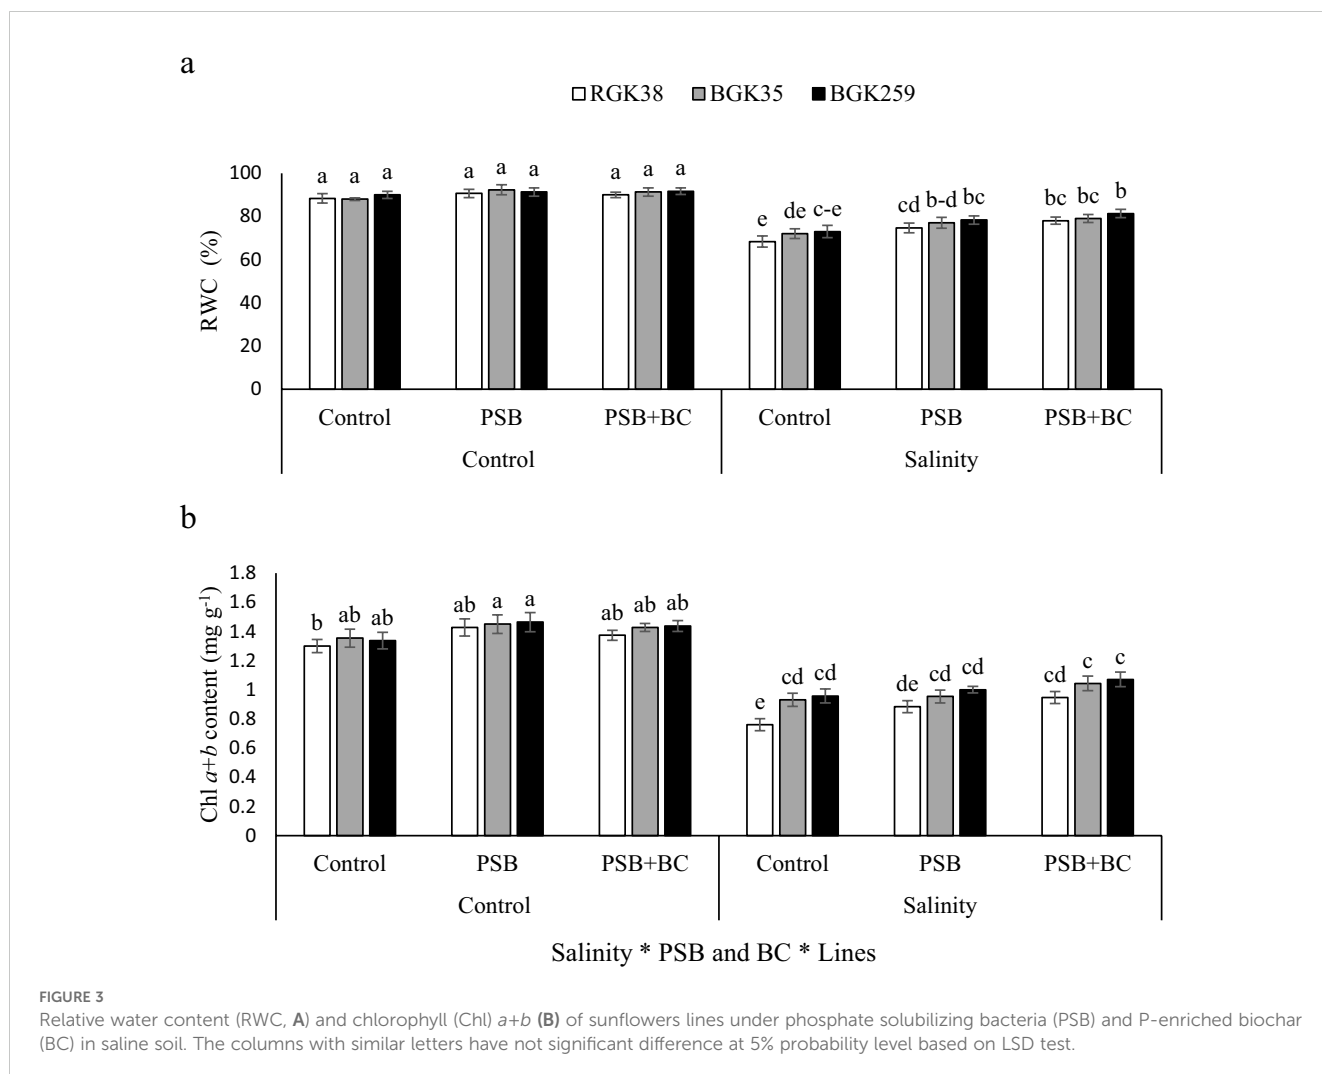 a
RGK38 BGK35 BGK259
a a a a a a a a a e de c-e cd b-d bc bc bc b
100
80
60
40
20
0
RWC (%)
Control PSB PSB+BC Control PSB PSB+BC
Control Salinity
b
b ab ab ab a a ab ab ab e cd cd de cd cd cd c c
1.8
1.6
1.4
1.2
1
0.8
0.6
0.4
0.2
0
Chl a+b content (mg g-1)
Control PSB PSB+BC Control PSB PSB+BC
Control Salinity
Salinity * PSB and BC * Lines
FIGURE 3
Relative water content (RWC, A) and chlorophyll (Chl) a+b (B) of sunflowers lines under phosphate solubilizing bacteria (PSB) and P-enriched biochar
(BC) in saline soil. The columns with similar letters have not significant difference at 5% probability level based on LSD test.